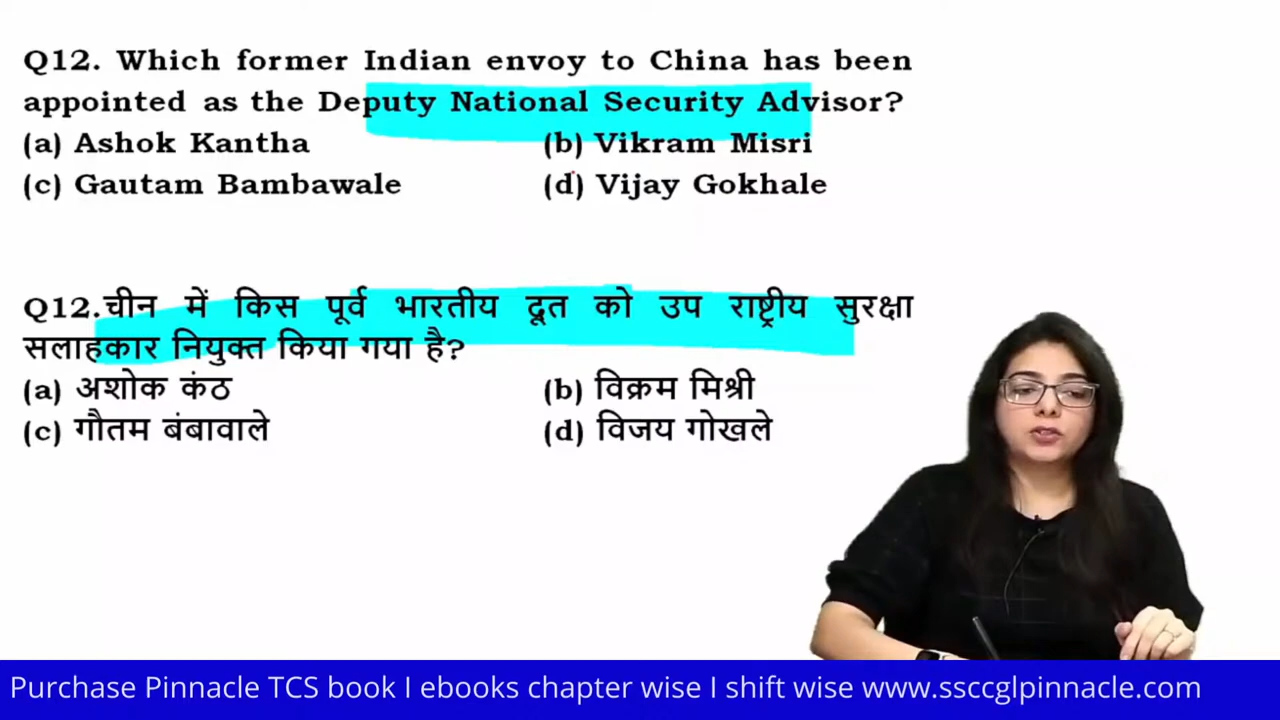 Q12. Which former Indian envoy to China has been
appointed as the Deputy National Security Advisor?
(a) Ashok Kantha (b) Vikram Misri
(c) Gautam Bambawale (d) Vijay Gokhale
Q12.चीन में किस पूर्व भारतीय दूत को उप राष्ट्रीय सुरक्षा
सलाहकार नियुक्त किया गया है?
(a) अशोक कंठ (b) विक्रम मिश्री
(c) गौतम बंबावाले (d) विजय गोखले
Purchase Pinnacle TCS book I ebooks chapter wise I shift wise www.ssccglpinnacle.com